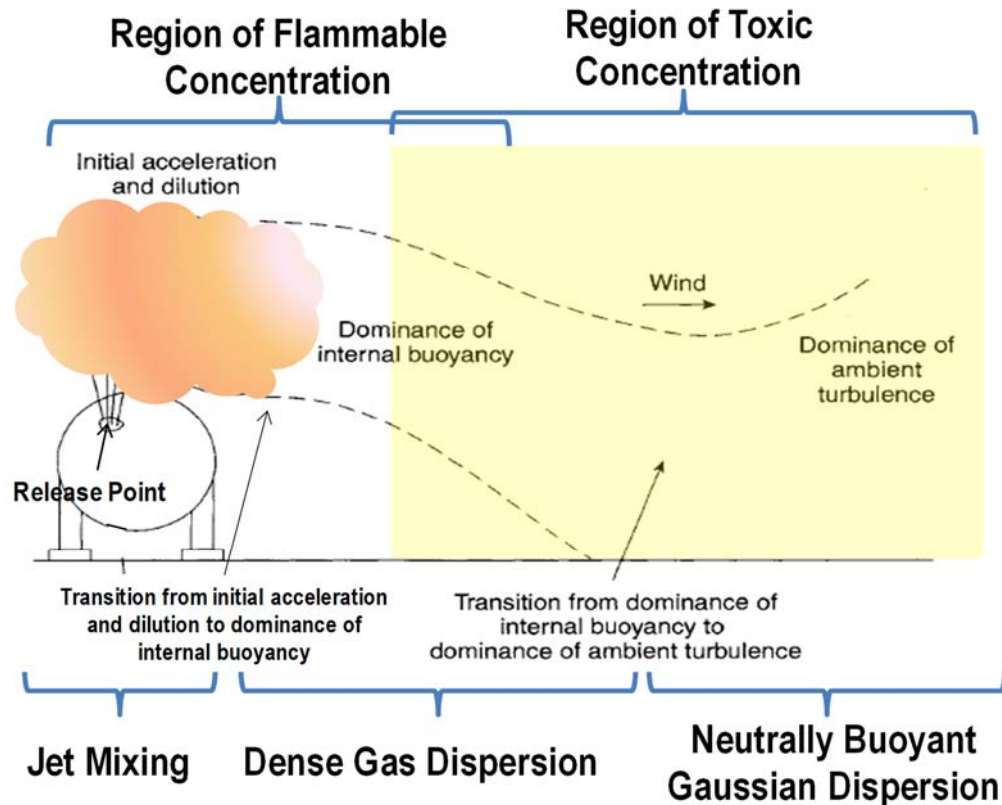 Region of Flammable
Concentration
Region of Toxic
Concentration
Initial acceleration
and dilution
Wind
Dominance of
internal buoyancy
Dominance of
ambient
turbulence
Release Point
Transition from initial acceleration
and dilution to dominance of
internal buoyancy
Transition from dominance of
internal buoyancy to
dominance of ambient turbulence
Jet Mixing
Dense Gas Dispersion
Neutrally Buoyant
Gaussian Dispersion